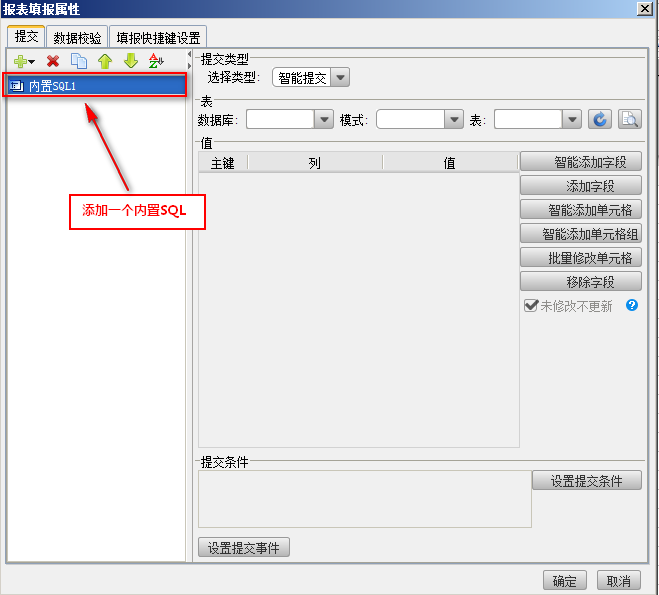 报表填报属性
提交 数据校验 填报快捷键设置
内置SQL1
添加一个内置SQL
提交类型
选择类型: 智能提交
表
数据库: 模式: 表:
值
主键 列 值
智能添加字段
添加字段
智能添加单元格
智能添加单元格组
批量修改单元格
移除字段
未修改不更新
提交条件
设置提交条件
设置提交事件
确定 取消